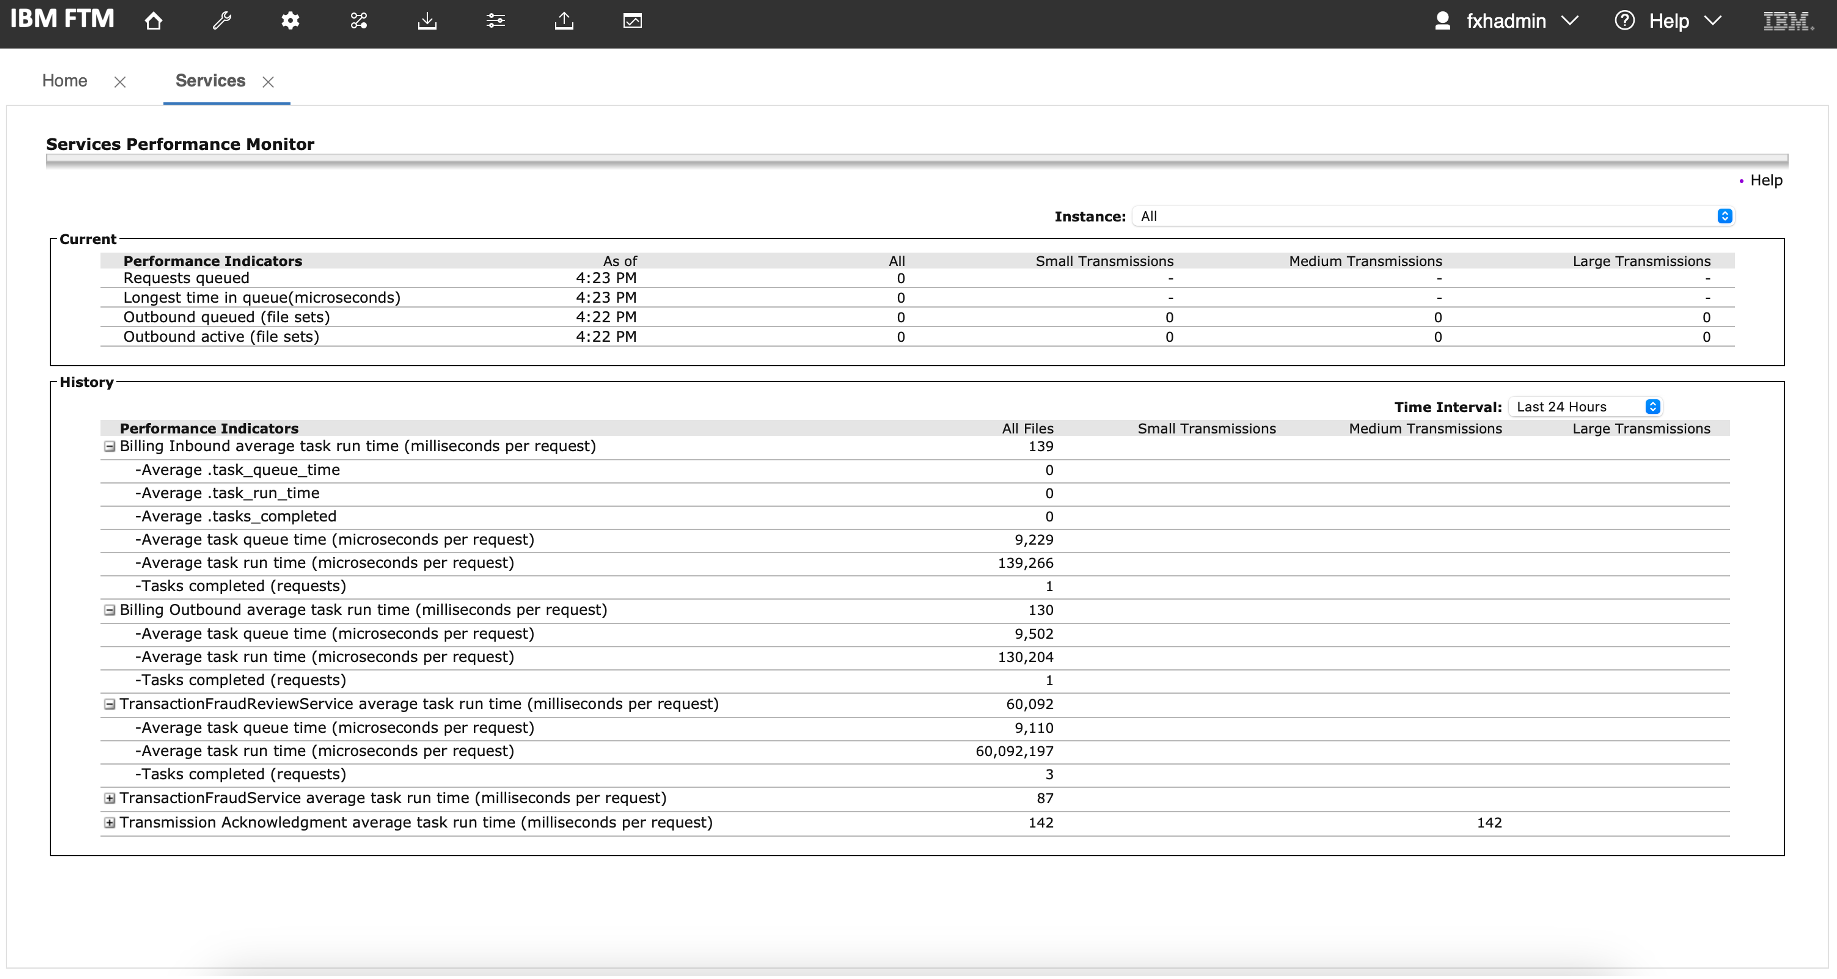 IBM FTM fxhadmin Help IBM
Home Services
Services Performance Monitor
• Help
Instance: All
Current
Performance Indicators As of All Small Transmissions Medium Transmissions Large Transmissions
Requests queued 4:23 PM 0 - - -
Longest time in queue(microseconds) 4:23 PM 0 - - -
Outbound queued (file sets) 4:22 PM 0 0 0 0
Outbound active (file sets) 4:22 PM 0 0 0 0
History
Time Interval: Last 24 Hours
Performance Indicators All Files Small Transmissions Medium Transmissions Large Transmissions
Billing Inbound average task run time (milliseconds per request) 139
-Average .task_queue_time 0
-Average .task_run_time 0
-Average .tasks_completed 0
-Average task queue time (microseconds per request) 9,229
-Average task run time (microseconds per request) 139,266
-Tasks completed (requests) 1
Billing Outbound average task run time (milliseconds per request) 130
-Average task queue time (microseconds per request) 9,502
-Average task run time (microseconds per request) 130,204
-Tasks completed (requests) 1
TransactionFraudReviewService average task run time (milliseconds per request) 60,092
-Average task queue time (microseconds per request) 9,110
-Average task run time (microseconds per request) 60,092,197
-Tasks completed (requests) 3
TransactionFraudService average task run time (milliseconds per request) 87
Transmission Acknowledgment average task run time (milliseconds per request) 142 142